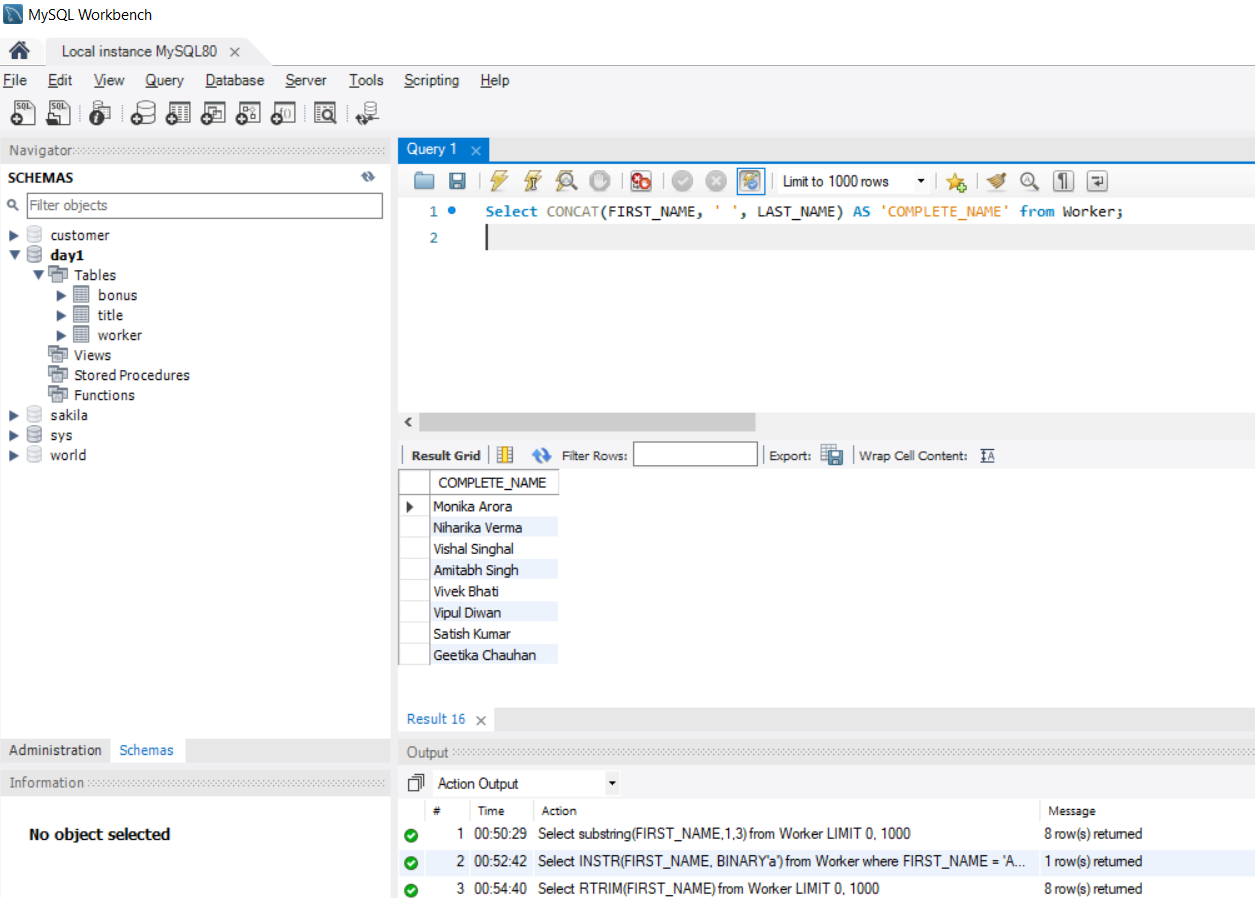 MySQL Workbench
Local instance MySQL80
File Edit View Query Database Server Tools Scripting Help
Navigator
SCHEMAS
Filter objects
customer
day1
Tables
bonus
title
worker
Views
Stored Procedures
Functions
sakila
sys
world
Administration Schemas
Information
No object selected
Query 1
Limit to 1000 rows
1 Select CONCAT(FIRST_NAME, ' ', LAST_NAME) AS 'COMPLETE_NAME' from Worker;
2
Result Grid Filter Rows: Export: Wrap Cell Content:
COMPLETE_NAME
Monika Arora
Niharika Verma
Vishal Singhal
Amitabh Singh
Vivek Bhati
Vipul Diwan
Satish Kumar
Geetika Chauhan
Result 16
Output
Action Output
# Time Action Message
1 00:50:29 Select substring(FIRST_NAME,1,3) from Worker LIMIT 0, 1000 8 row(s) returned
2 00:52:42 Select INSTR(FIRST_NAME, BINARY'a') from Worker where FIRST_NAME = 'A... 1 row(s) returned
3 00:54:40 Select RTRIM(FIRST_NAME) from Worker LIMIT 0, 1000 8 row(s) returned